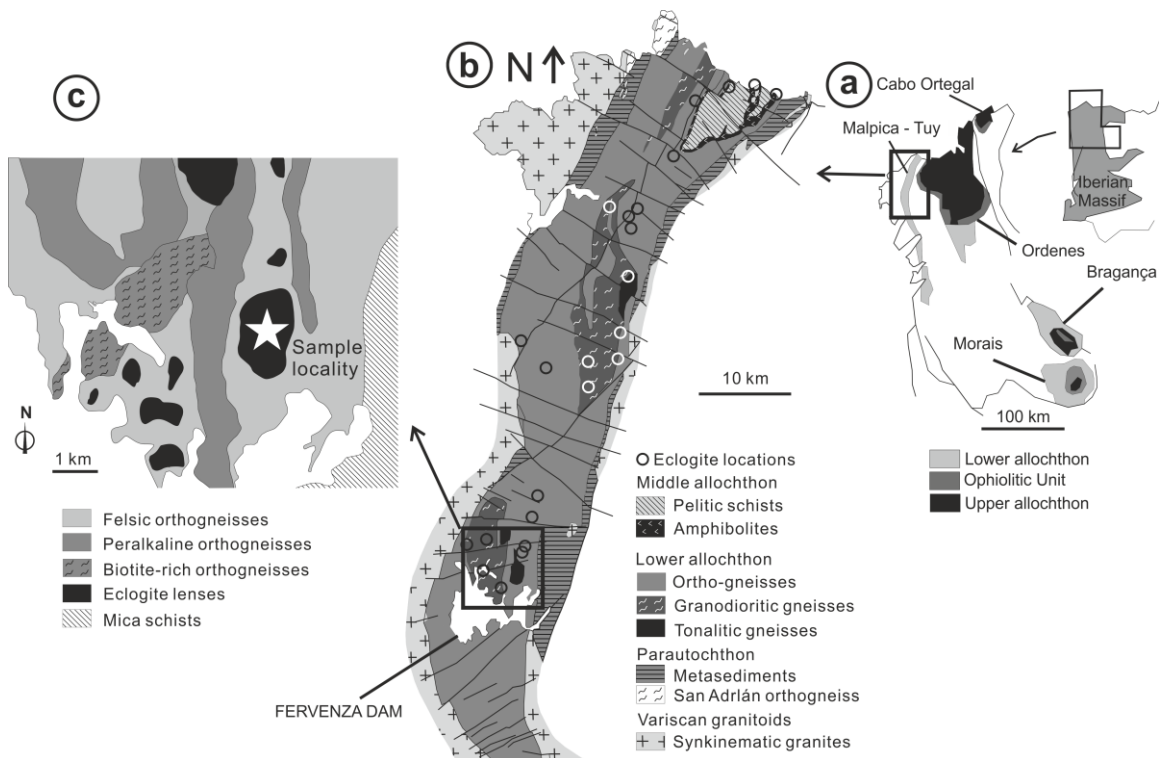 c
N
1 km
Sample
locality
Felsic orthogneisses
Peralkaline orthogneisses
Biotite-rich orthogneisses
Eclogite lenses
Mica schists
b
N
10 km
FERVENZA DAM
Eclogite locations
Middle allochthon
Pelitic schists
Amphibolites
Lower allochthon
Ortho-gneisses
Granodioritic gneisses
Tonalitic gneisses
Parautochthon
Metasediments
San Adrlán orthogneiss
Variscan granitoids
Synkinematic granites
a
Cabo Ortegal
Malpica - Tuy
Iberian
Massif
Ordenes
Bragança
Morais
100 km
Lower allochthon
Ophiolitic Unit
Upper allochthon